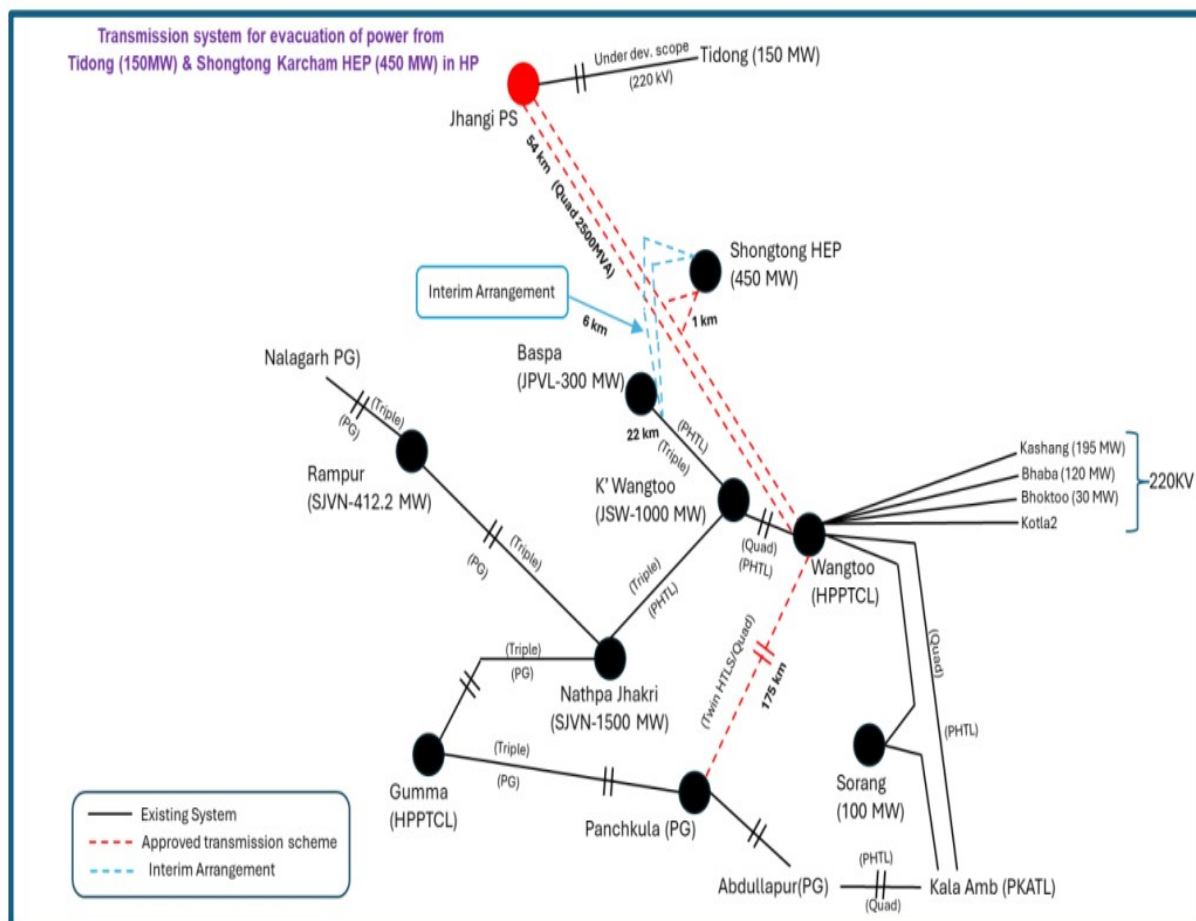 Transmission system for evacuation of power from
Tidong (150MW) & Shongtong Karcham HEP (450 MW) in HP
Under dev. scope
(220 kV)
Tidong (150 MW)
Jhangi PS
54 km (Quad 2500MVA)
Shongtong HEP
(450 MW)
Interim Arrangement
6 km
1 km
Baspa
(JPVL-300 MW)
22 km
(PHTL)
(Triple)
Nalagarh PG)
(Triple)
(PG)
Rampur
(SJVN-412.2 MW)
K' Wangtoo
(JSW-1000 MW)
(Quad)
(PHTL)
Kashang (195 MW)
Bhaba (120 MW)
Bhoktoo (30 MW)
Kotla2
220KV
Wangtoo
(HPPTCL)
(Triple)
(PG)
(Triple)
(PHTL)
(Triple)
(PG)
Nathpa Jhakri
(SJVN-1500 MW)
(Twin HTLS/Quad)
175 km
(Quad)
(PHTL)
Sorang
(100 MW)
Gumma
(HPPTCL)
(Triple)
(PG)
Panchkula (PG)
Abdullapur(PG)
(PHTL)
(Quad)
Kala Amb (PKATL)
Existing System
Approved transmission scheme
Interim Arrangement